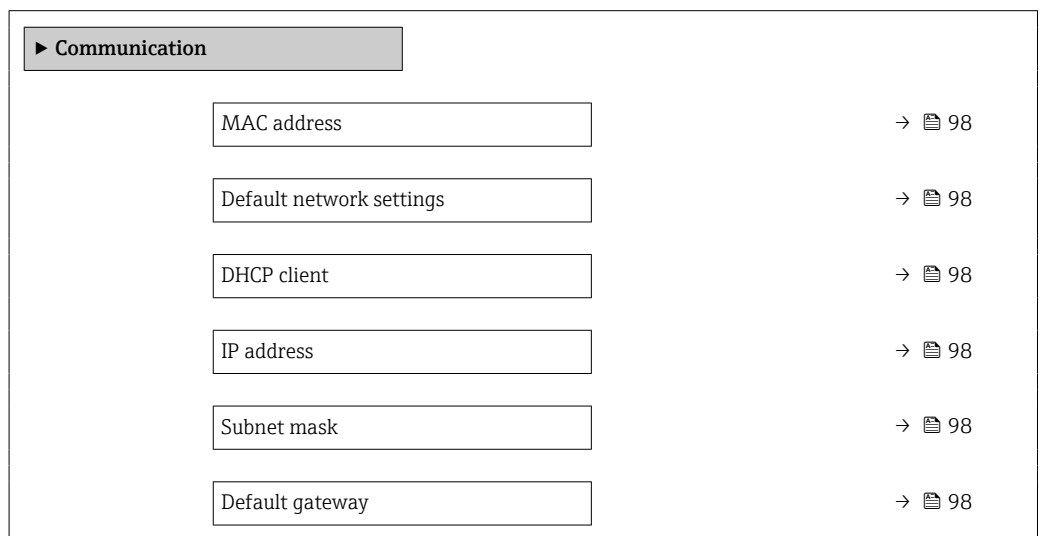 ▶ Communication
MAC address → 98
Default network settings → 98
DHCP client → 98
IP address → 98
Subnet mask → 98
Default gateway → 98